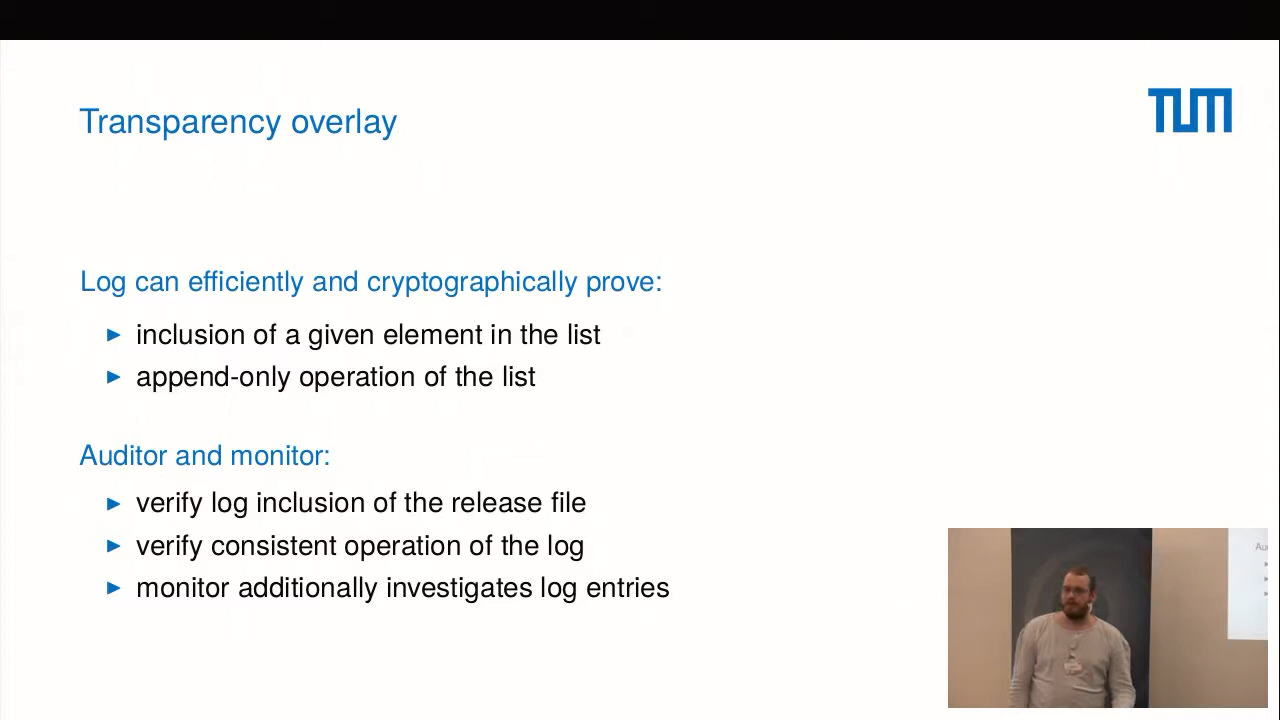 Transparency overlay
TUM
Log can efficiently and cryptographically prove:
inclusion of a given element in the list
append-only operation of the list
Auditor and monitor:
verify log inclusion of the release file
verify consistent operation of the log
monitor additionally investigates log entries